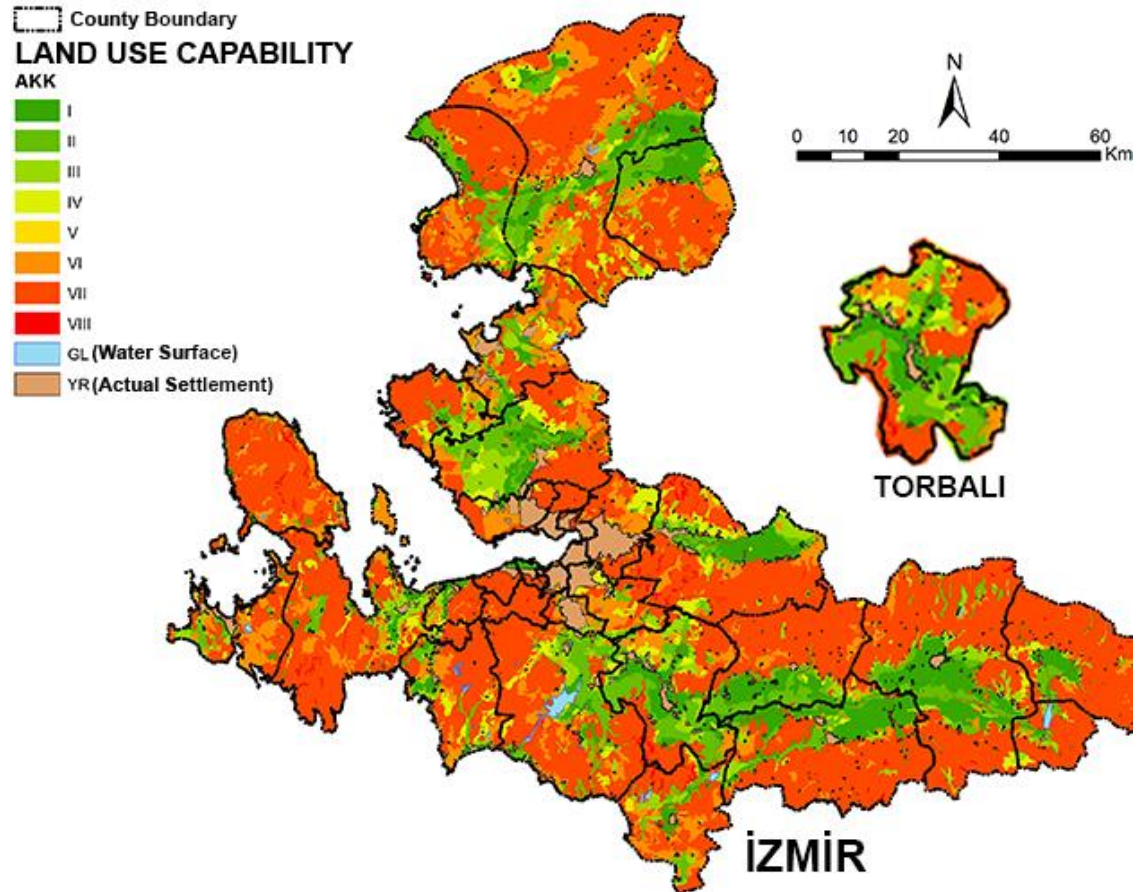 County Boundary
LAND USE CAPABILITY
AKK
I
II
III
IV
V
VI
VII
VIII
GL (Water Surface)
YR (Actual Settlement)
N
0 10 20 40 60
Km
TORBALI
İZMİR